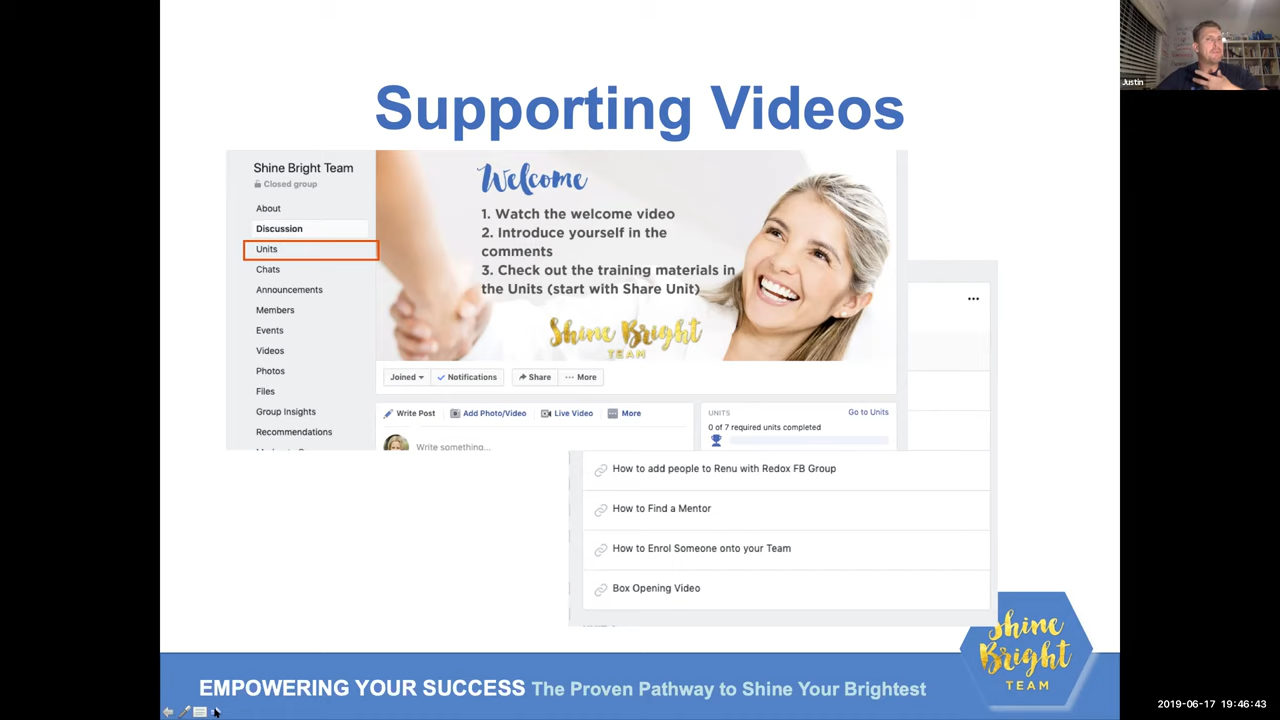 Supporting Videos
Justin
Shine Bright Team
Closed group
About
Discussion
Units
Chats
Announcements
Members
Events
Videos
Photos
Files
Group Insights
Recommendations
Welcome
1. Watch the welcome video
2. Introduce yourself in the
comments
3. Check out the training materials in
the Units (start with Share Unit)
Shine Bright
TEAM
Joined
Notifications
Share
More
Write Post
Add Photo/Video
Live Video
More
Write something...
UNITS
Go to Units
0 of 7 required units completed
How to add people to Renu with Redox FB Group
How to Find a Mentor
How to Enrol Someone onto your Team
Box Opening Video
Shine
Bright
TEAM
EMPOWERING YOUR SUCCESS The Proven Pathway to Shine Your Brightest
2019-06-17 19:46:43